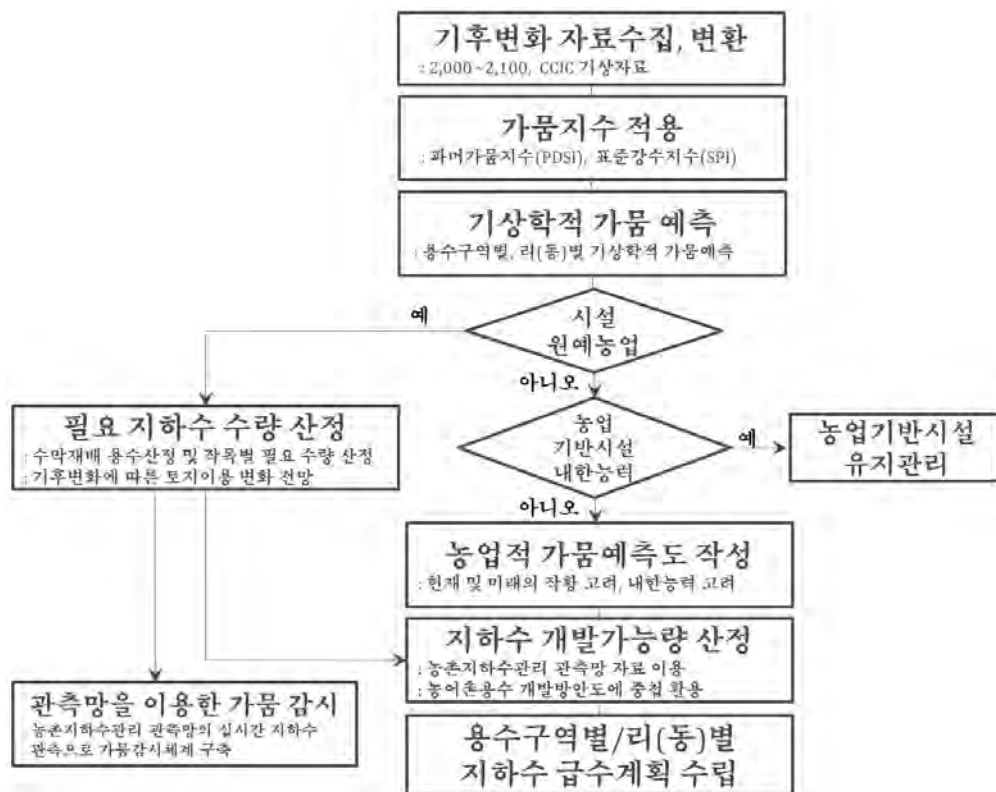 기후변화 자료수집, 변환
: 2,000~2,100, CCIC 기상자료
가뭄지수 적용
: 파머가뭄지수(PDSI), 표준강수지수(SPI)
기상학적 가뭄 예측
: 용수구역별, 리(동)별 기상학적 가뭄예측
예
시설
원예농업
아니오
필요 지하수 수량 산정
: 수막재배 용수산정 및 작목별 필요 수량 산정
: 기후변화에 따른 토지이용 변화 전망
농업
기반시설
내한능력
예
농업기반시설
유지관리
아니오
농업적 가뭄예측도 작성
: 현재 및 미래의 작황 고려, 내한능력 고려
지하수 개발가능량 산정
: 농촌지하수관리 관측망 자료 이용
: 농어촌용수 개발방안도에 중첩 활용
관측망을 이용한 가뭄 감시
: 농촌지하수관리 관측망의 실시간 지하수
관측으로 가뭄감시체계 구축
용수구역별/리(동)별
지하수 급수계획 수립